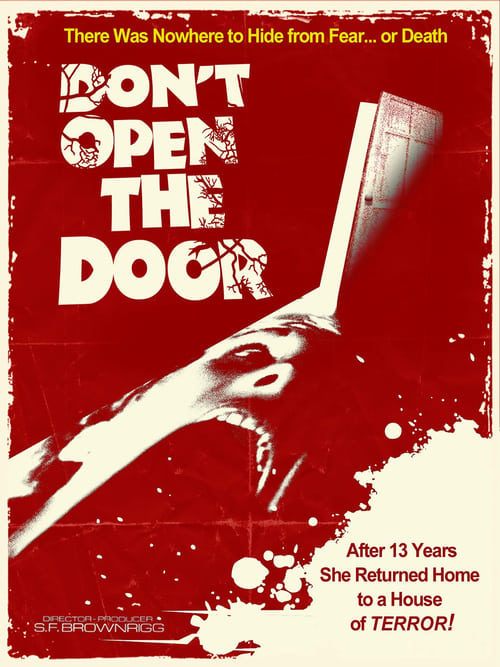 There Was Nowhere to Hide from Fear... or Death
DON'T
OPEN
THE
DOOR
After 13 Years
She Returned Home
to a House
of TERROR!
DIRECTOR-PRODUCER
S.F. BROWNRIGG